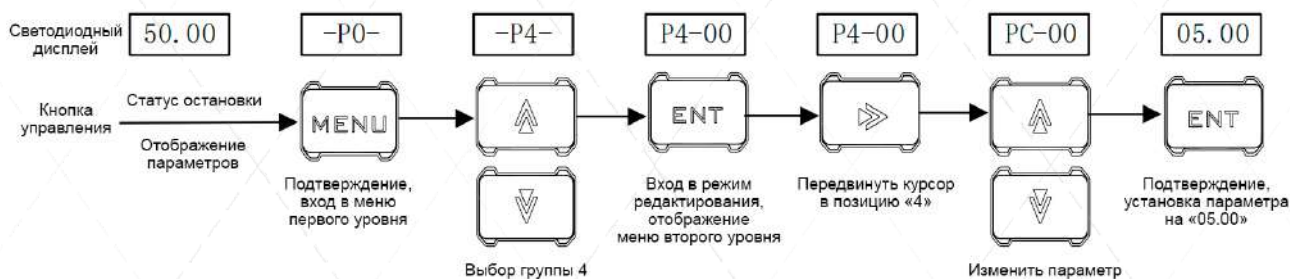 Светодиодный
дисплей
50.00
-P0-
-P4-
P4-00
P4-00
PC-00
05.00
Кнопка
управления
Статус остановки
Отображение
параметров
MENU
ENT
ENT
Подтверждение,
вход в меню
первого уровня
Выбор группы 4
Вход в режим
редактирования,
отображение
меню второго уровня
Передвинуть курсор
в позицию «4»
Изменить параметр
Подтверждение,
установка параметра
на «05.00»